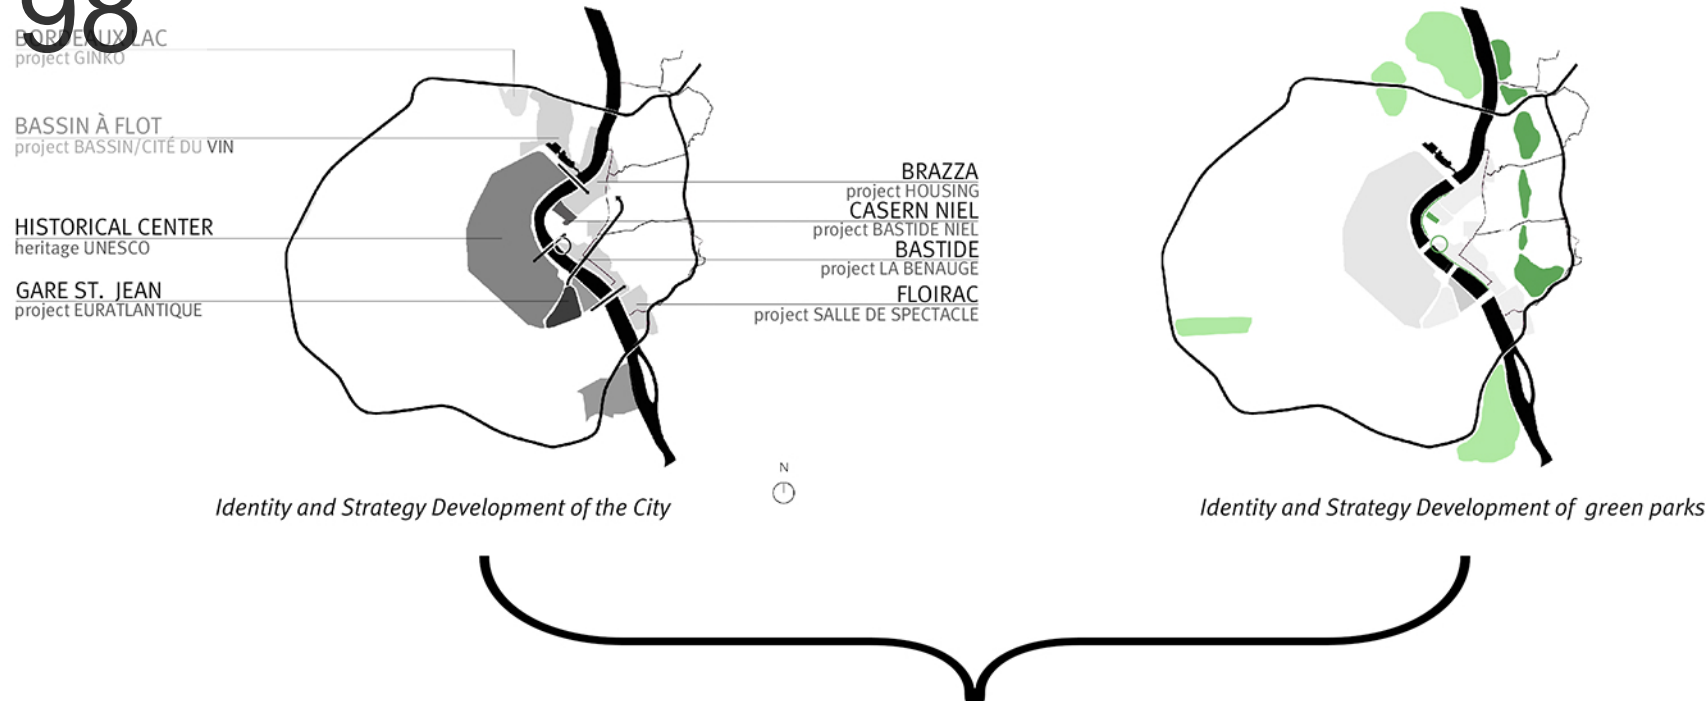 98
BORDEAUX LAC
project GINKO
BASSIN À FLOT
project BASSIN/CITÉ DU VIN
HISTORICAL CENTER
heritage UNESCO
GARE ST. JEAN
project EURATLANTIQUE
BRAZZA
project HOUSING
CASERN NIEL
project BASTIDE NIEL
BASTIDE
project LA BENAUGE
FLOIRAC
project SALLE DE SPECTACLE
N
Identity and Strategy Development of the City
Identity and Strategy Development of green parks